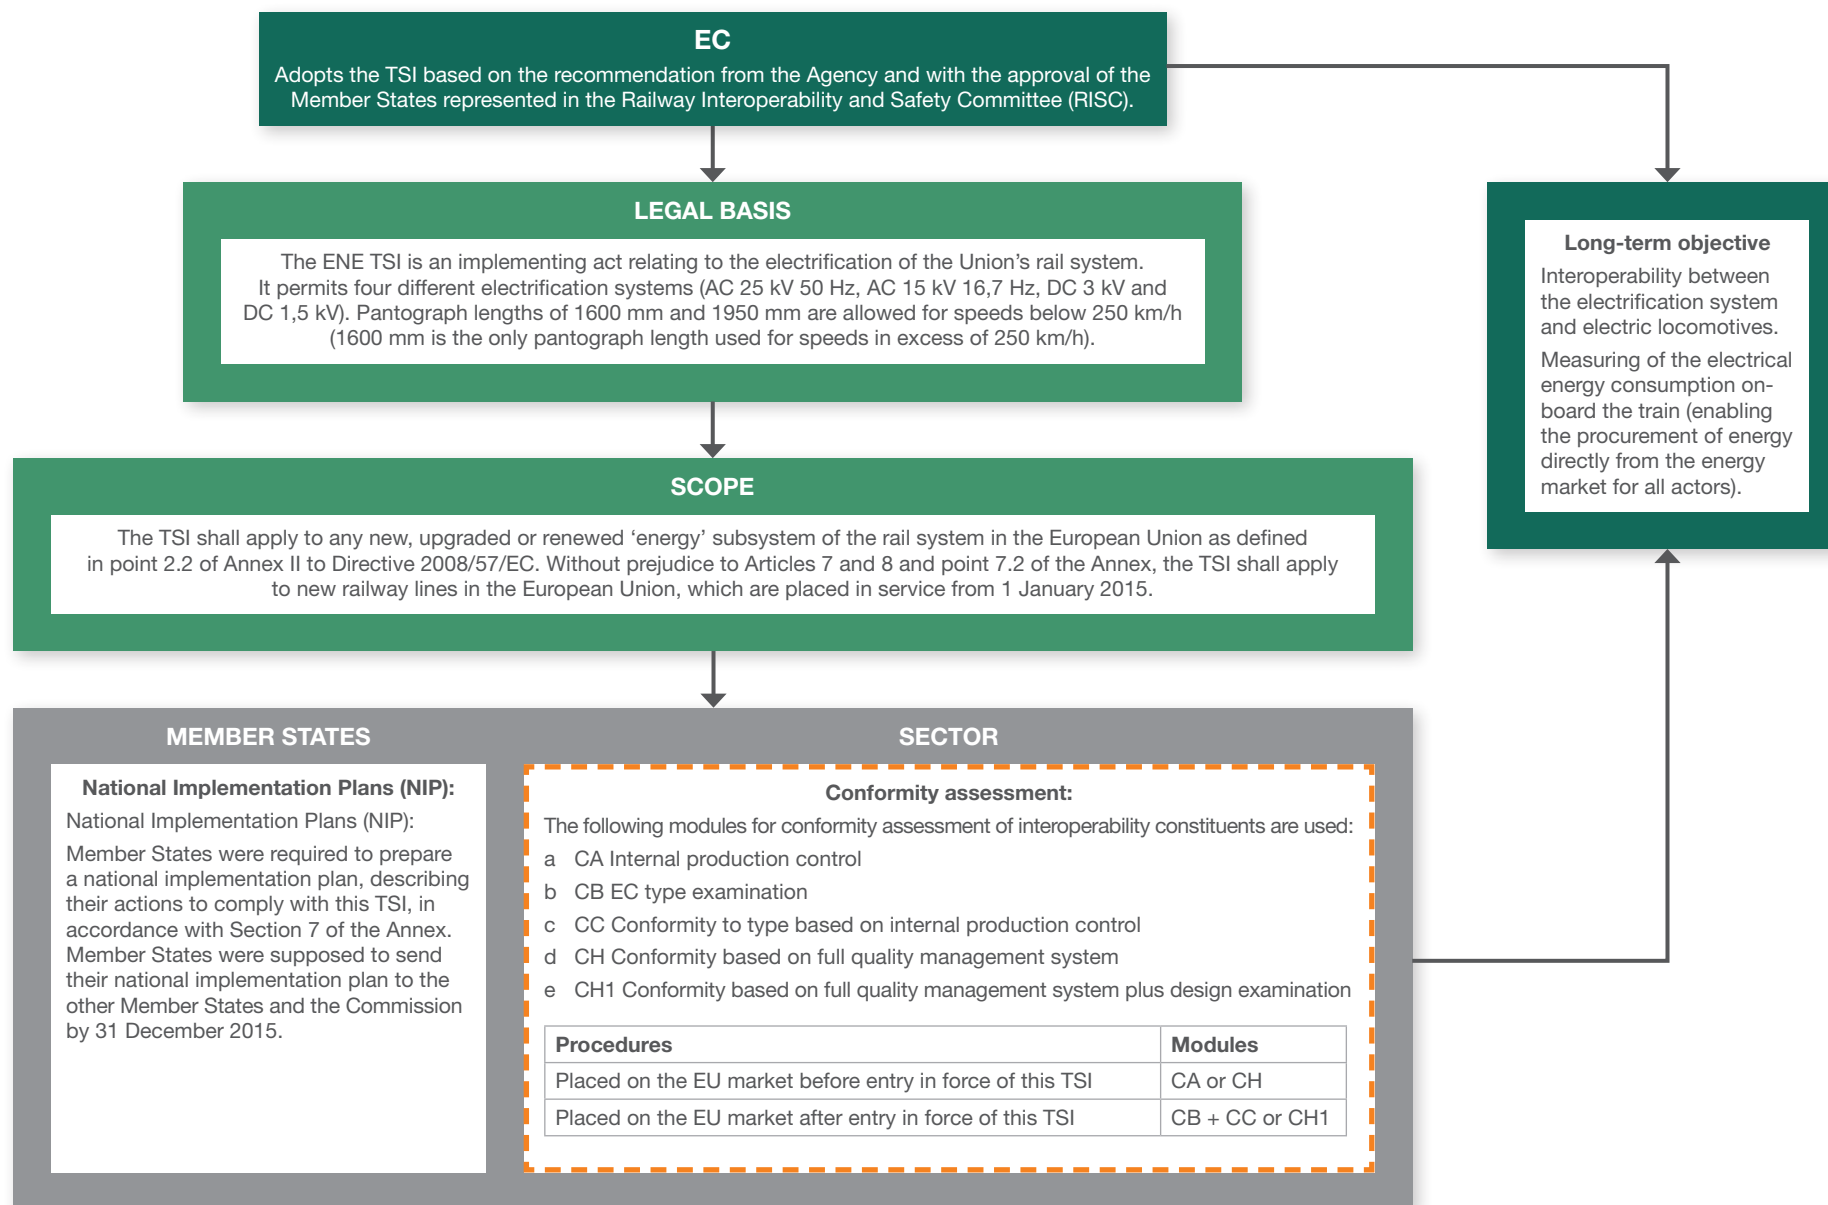 EC
Adopts the TSI based on the recommendation from the Agency and with the approval of the
Member States represented in the Railway Interoperability and Safety Committee (RISC).
LEGAL BASIS
The ENE TSI is an implementing act relating to the electrification of the Union's rail system.
It permits four different electrification systems (AC 25 kV 50 Hz, AC 15 kV 16,7 Hz, DC 3 kV and
DC 1,5 kV). Pantograph lengths of 1600 mm and 1950 mm are allowed for speeds below 250 km/h
(1600 mm is the only pantograph length used for speeds in excess of 250 km/h).
Long-term objective
Interoperability between
the electrification system
and electric locomotives.
Measuring of the electrical
energy consumption on-
board the train (enabling
the procurement of energy
directly from the energy
market for all actors).
SCOPE
The TSI shall apply to any new, upgraded or renewed ‘energy’ subsystem of the rail system in the European Union as defined
in point 2.2 of Annex II to Directive 2008/57/EC. Without prejudice to Articles 7 and 8 and point 7.2 of the Annex, the TSI shall apply
to new railway lines in the European Union, which are placed in service from 1 January 2015.
MEMBER STATES
National Implementation Plans (NIP):
National Implementation Plans (NIP):
Member States were required to prepare
a national implementation plan, describing
their actions to comply with this TSI, in
accordance with Section 7 of the Annex.
Member States were supposed to send
their national implementation plan to the
other Member States and the Commission
by 31 December 2015.
SECTOR
Conformity assessment:
The following modules for conformity assessment of interoperability constituents are used:
a CA Internal production control
b CB EC type examination
c CC Conformity to type based on internal production control
d CH Conformity based on full quality management system
e CH1 Conformity based on full quality management system plus design examination
Procedures Modules
Placed on the EU market before entry in force of this TSI CA or CH
Placed on the EU market after entry in force of this TSI CB + CC or CH1